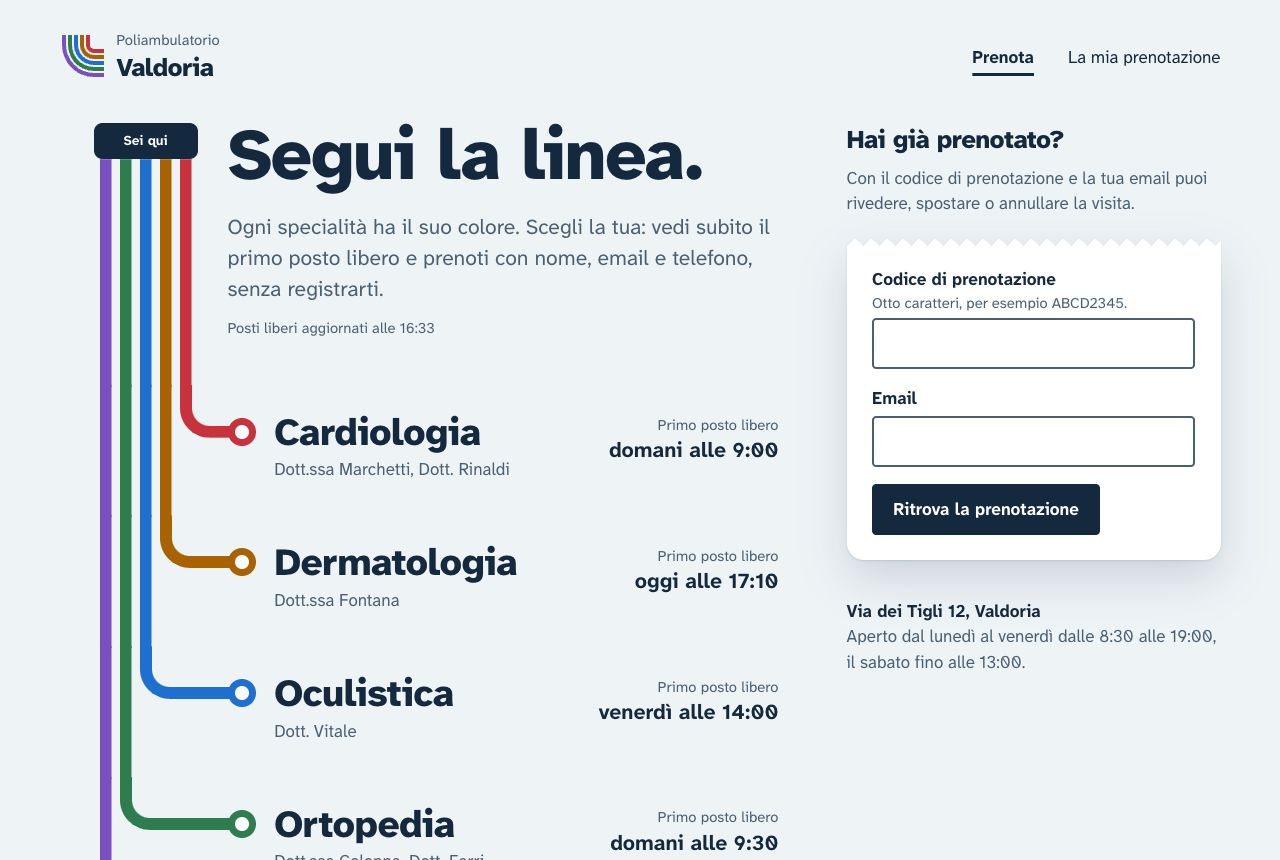 Poliambulatorio
Valdoria
Prenota
La mia prenotazione
Sei qui
Segui la linea.
Ogni specialità ha il suo colore. Scegli la tua: vedi subito il
primo posto libero e prenoti con nome, email e telefono,
senza registrarti.
Posti liberi aggiornati alle 16:33
Cardiologia
Dott.ssa Marchetti, Dott. Rinaldi
Primo posto libero
domani alle 9:00
Dermatologia
Dott.ssa Fontana
Primo posto libero
oggi alle 17:10
Oculistica
Dott. Vitale
Primo posto libero
venerdì alle 14:00
Ortopedia
Primo posto libero
domani alle 9:30
Hai già prenotato?
Con il codice di prenotazione e la tua email puoi
rivedere, spostare o annullare la visita.
Codice di prenotazione
Otto caratteri, per esempio ABCD2345.
Email
Ritrova la prenotazione
Via dei Tigli 12, Valdoria
Aperto dal lunedì al venerdì dalle 8:30 alle 19:00,
il sabato fino alle 13:00.